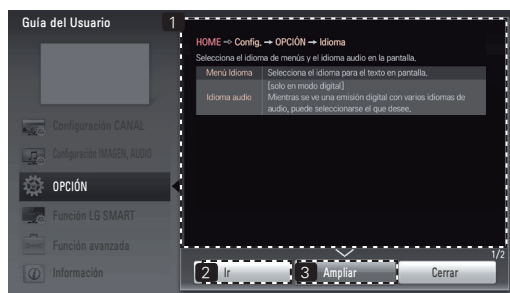 Guía del Usuario
1
HOME ⇨ Config. → OPCIÓN → Idioma
Selecciona el idioma de menús y el idioma audio en la pantalla.
Menú Idioma Selecciona el idioma para el texto en pantalla.
Idioma audio [solo en modo digital]
Mientras se ve una emisión digital con varios idiomas de
audio, puede seleccionarse el que desee.
Configuración CANAL
Configuración IMAGEN, AUDIO
OPCIÓN
Función LG SMART
Función avanzada
Información
1/2
2 Ir
3 Ampliar
Cerrar